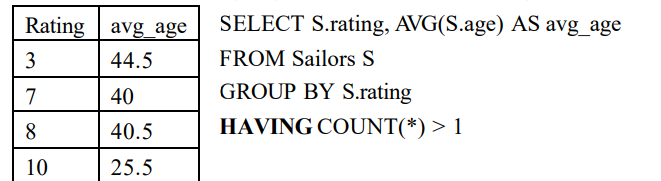 Rating avg_age
3 44.5
7 40
8 40.5
10 25.5
SELECT S.rating, AVG(S.age) AS avg_age
FROM Sailors S
GROUP BY S.rating
HAVING COUNT(*) > 1